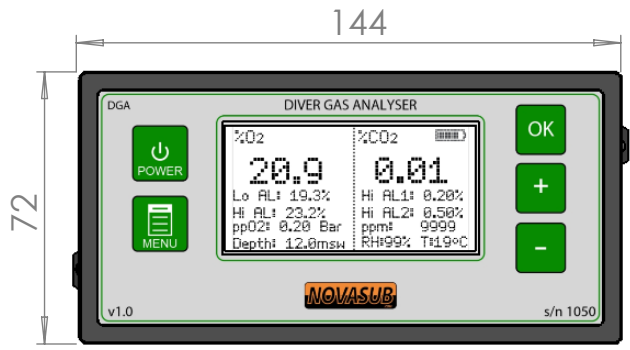 144
72
DGA
DIVER GAS ANALYSER
POWER
MENU
%O2
20.9
Lo AL: 19.3%
Hi AL: 23.2%
ppO2: 0.20 Bar
Depth: 12.0msw
%CO2
0.01
Hi AL1: 0.20%
Hi AL2: 0.50%
ppm: 9999
RH:99% T:19ºC
OK
+
-
NOVASUB
v1.0
s/n 1050